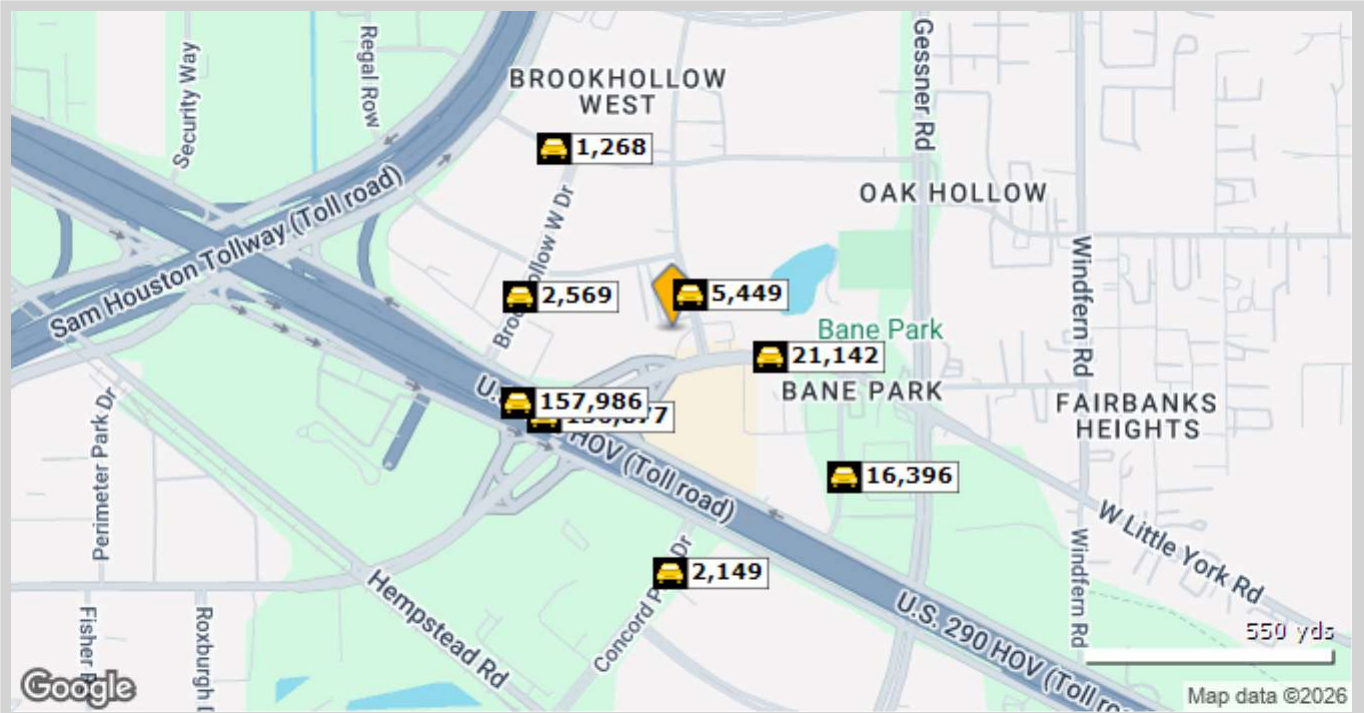 Security Way
Regal Row
Gessner Rd
BROOKHOLLOW
WEST
1,268
OAK HOLLOW
Sam Houston Tollway (Toll road)
W Dr
Windfern Rd
2,569
5,449
Bane Park
21,142
BANE PARK
157,986
FAIRBANKS
HEIGHTS
HOV (Toll road)
Perimeter Park Dr
16,396
W Little York Rd
2,149
Concord
Dr
Hempstead Rd
Windfern Rd
U.S. 290 HOV (Toll
Fisher
Roxburgh
550 yds
Google
Map data ©2026